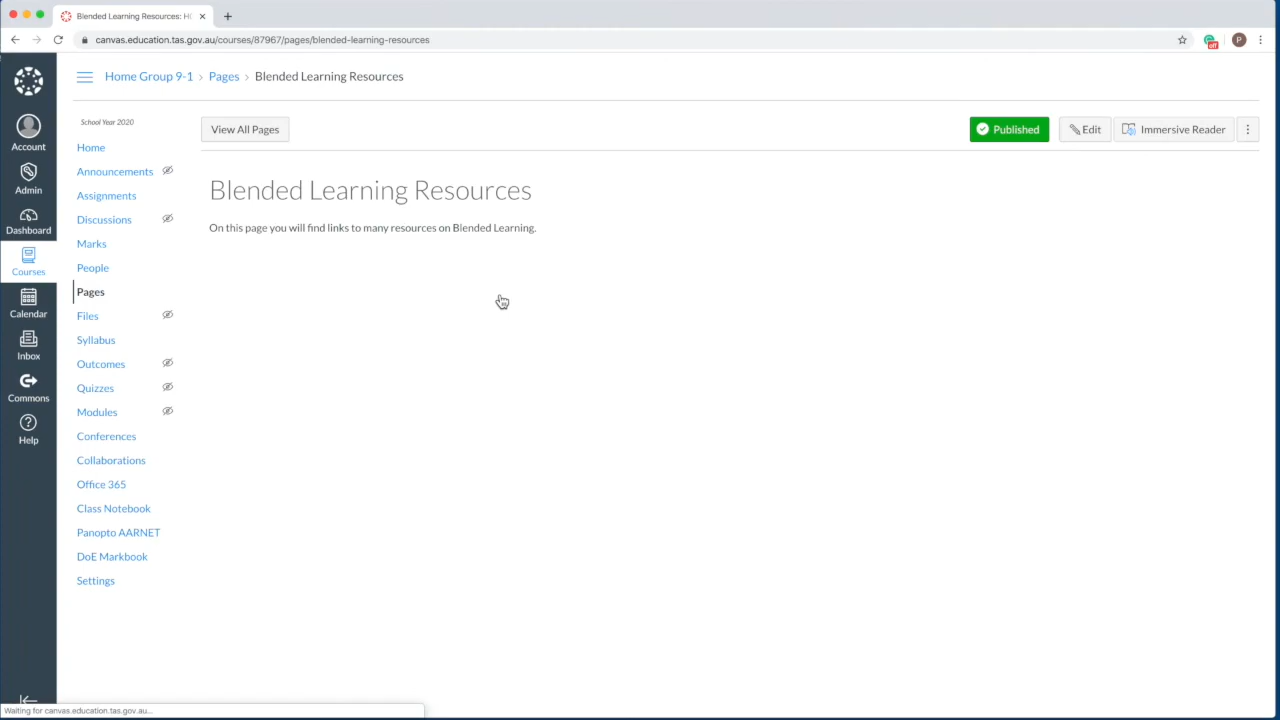 Blended Learning Resources: HC
canvas.education.tas.gov.au/courses/87967/pages/blended-learning-resources
off
P
Home Group 9-1 › Pages › Blended Learning Resources
Account
Admin
Dashboard
Courses
Calendar
Inbox
Commons
Help
School Year 2020
Home
Announcements
Assignments
Discussions
Marks
People
Pages
Files
Syllabus
Outcomes
Quizzes
Modules
Conferences
Collaborations
Office 365
Class Notebook
Panopto AARNET
DoE Markbook
Settings
View All Pages
Published
Edit
Immersive Reader
Blended Learning Resources
On this page you will find links to many resources on Blended Learning.
Waiting for canvas.education.tas.gov.au...